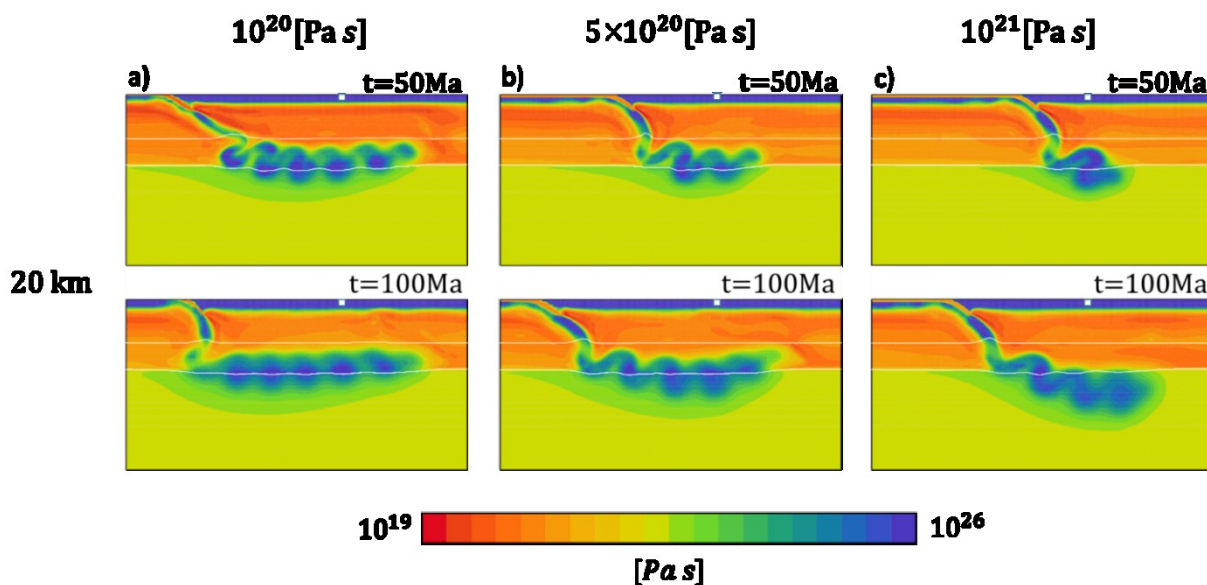 10²⁰[Pa s]
5×10²⁰[Pa s]
10²¹[Pa s]
a)
t=50Ma
b)
t=50Ma
c)
t=50Ma
20 km
t=100Ma
t=100Ma
t=100Ma
10¹⁹
10²⁶
[Pa s]